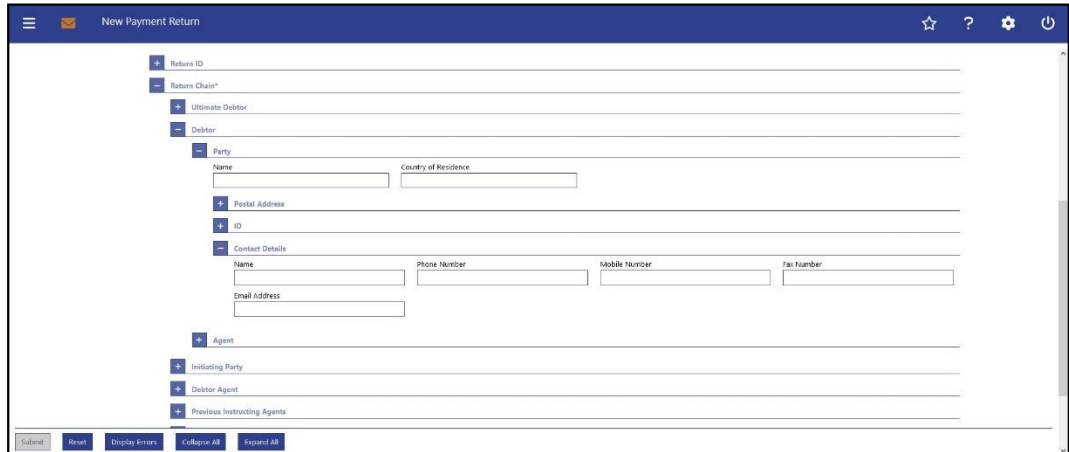 New Payment Return
?
+ Return ID
− Return Chain*
+ Ultimate Debtor
− Debtor
− Party
Name Country of Residence
+ Postal Address
+ ID
− Contact Details
Name Phone Number Mobile Number Fax Number
Email Address
+ Agent
+ Initiating Party
+ Debtor Agent
+ Previous Instructing Agents
Submit Reset Display Errors Collapse All Expand All